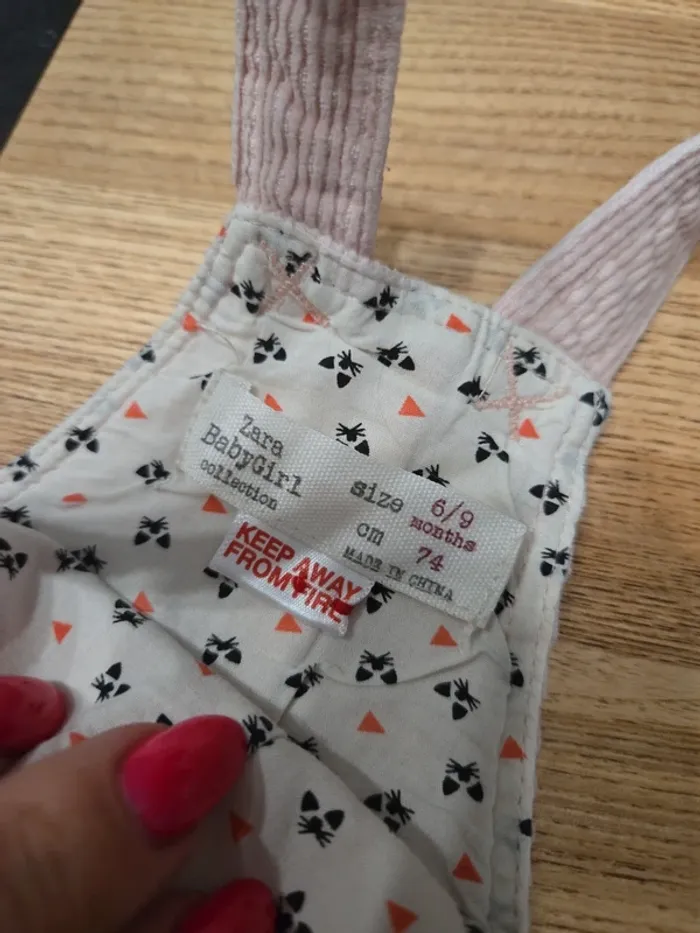 Zara
BabyGirl
collection
size 6/9
months
cm 74
MADE IN CHINA
KEEP AWAY
FROM FIRE